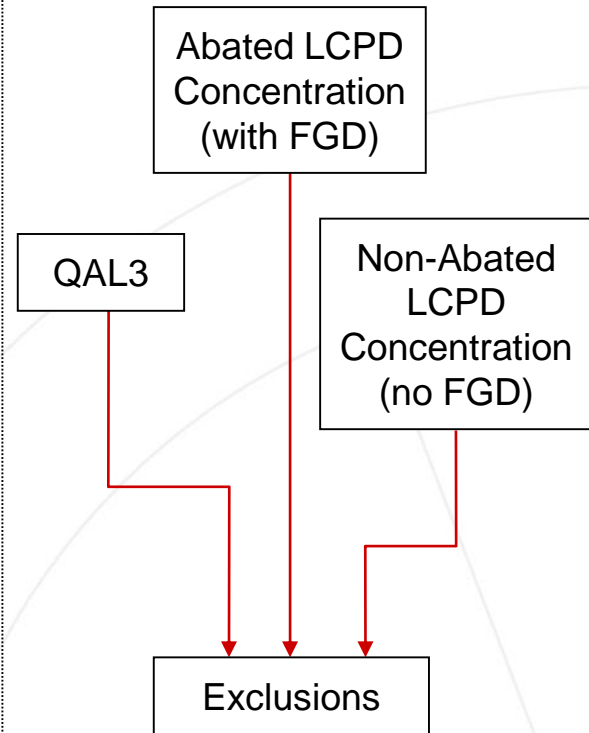 Abated LCPD
Concentration
(with FGD)
QAL3
Non-Abated
LCPD
Concentration
(no FGD)
Exclusions